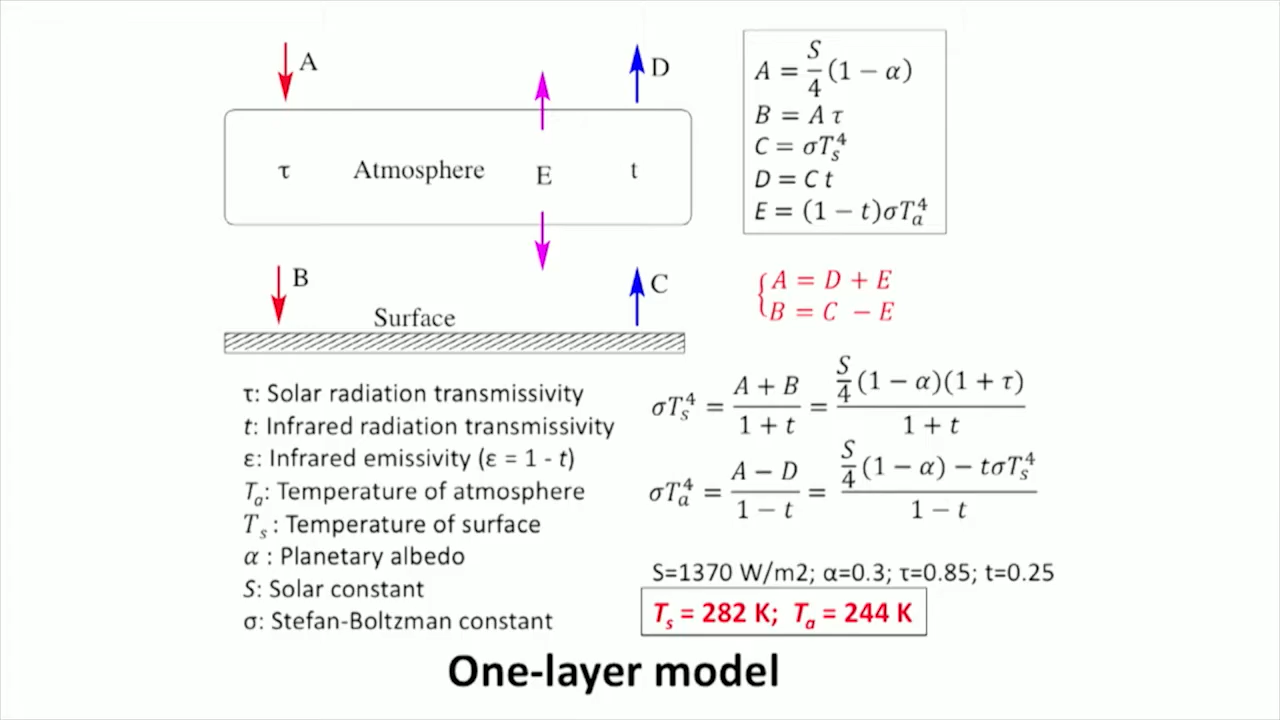 A
D
τ
Atmosphere
E
t
B
C
Surface
A = S/4 (1 − α)
B = A τ
C = σT_s^4
D = C t
E = (1 − t)σT_a^4
A = D + E
B = C − E
τ: Solar radiation transmissivity
t: Infrared radiation transmissivity
ε: Infrared emissivity (ε = 1 - t)
T_a: Temperature of atmosphere
T_s : Temperature of surface
α : Planetary albedo
S: Solar constant
σ: Stefan-Boltzman constant
σT_s^4 = (A + B)/(1 + t) = (S/4 (1 − α)(1 + τ))/(1 + t)
σT_a^4 = (A − D)/(1 − t) = (S/4 (1 − α) − tσT_s^4)/(1 − t)
S=1370 W/m2; α=0.3; τ=0.85; t=0.25
T_s = 282 K; T_a = 244 K
One-layer model